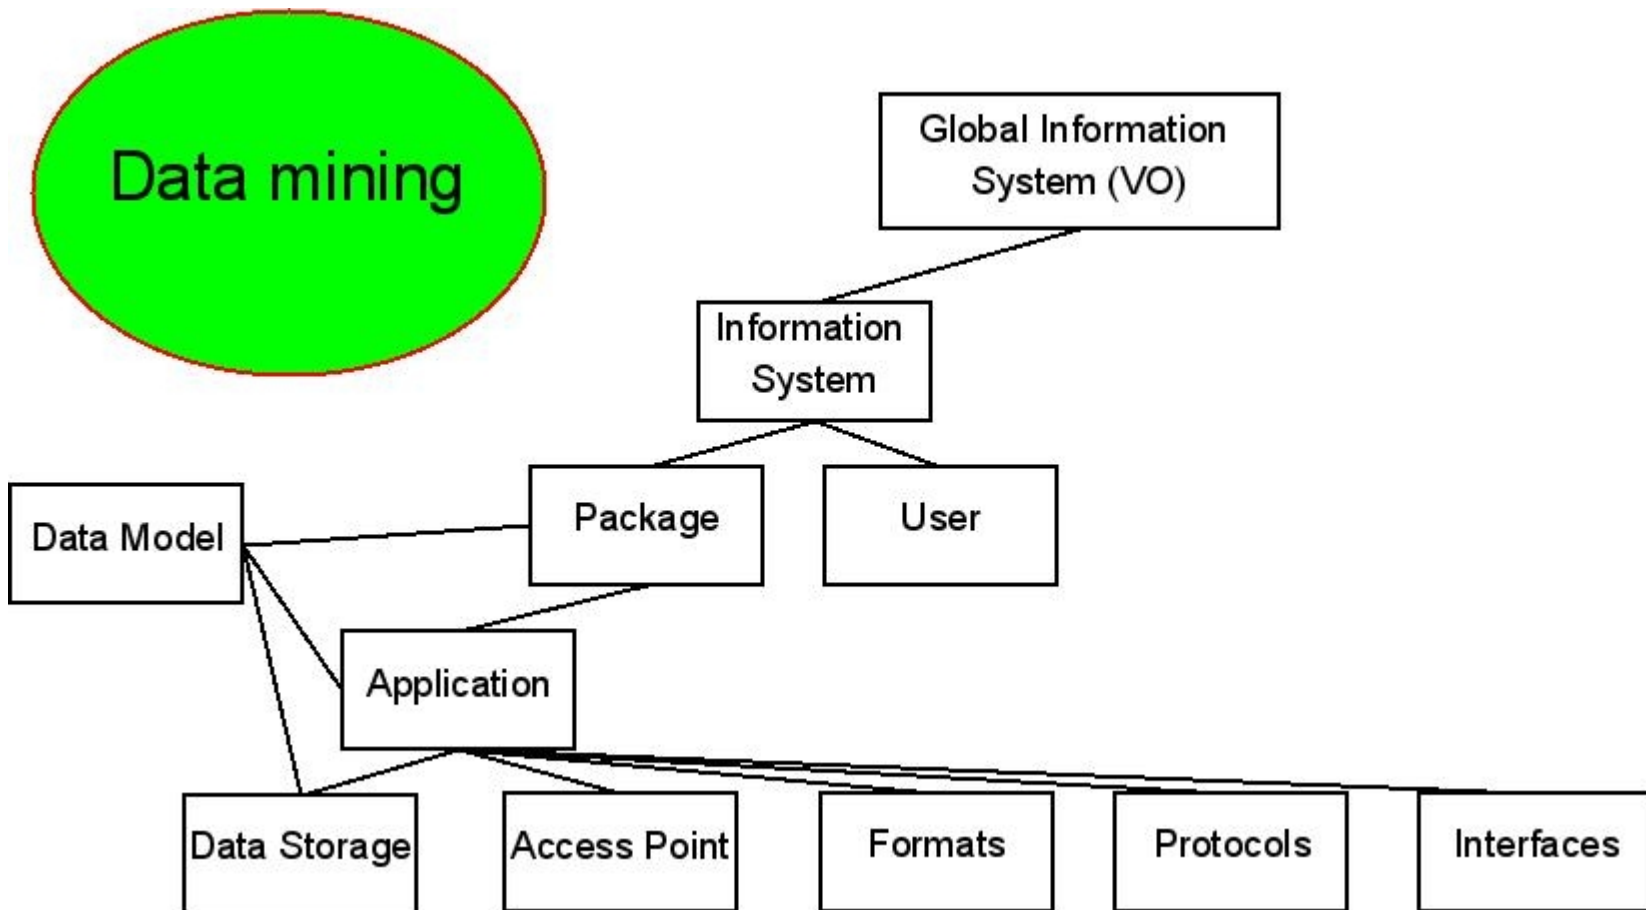 Data mining
Global Information
System (VO)
Information
System
Package
User
Data Model
Application
Data Storage
Access Point
Formats
Protocols
Interfaces